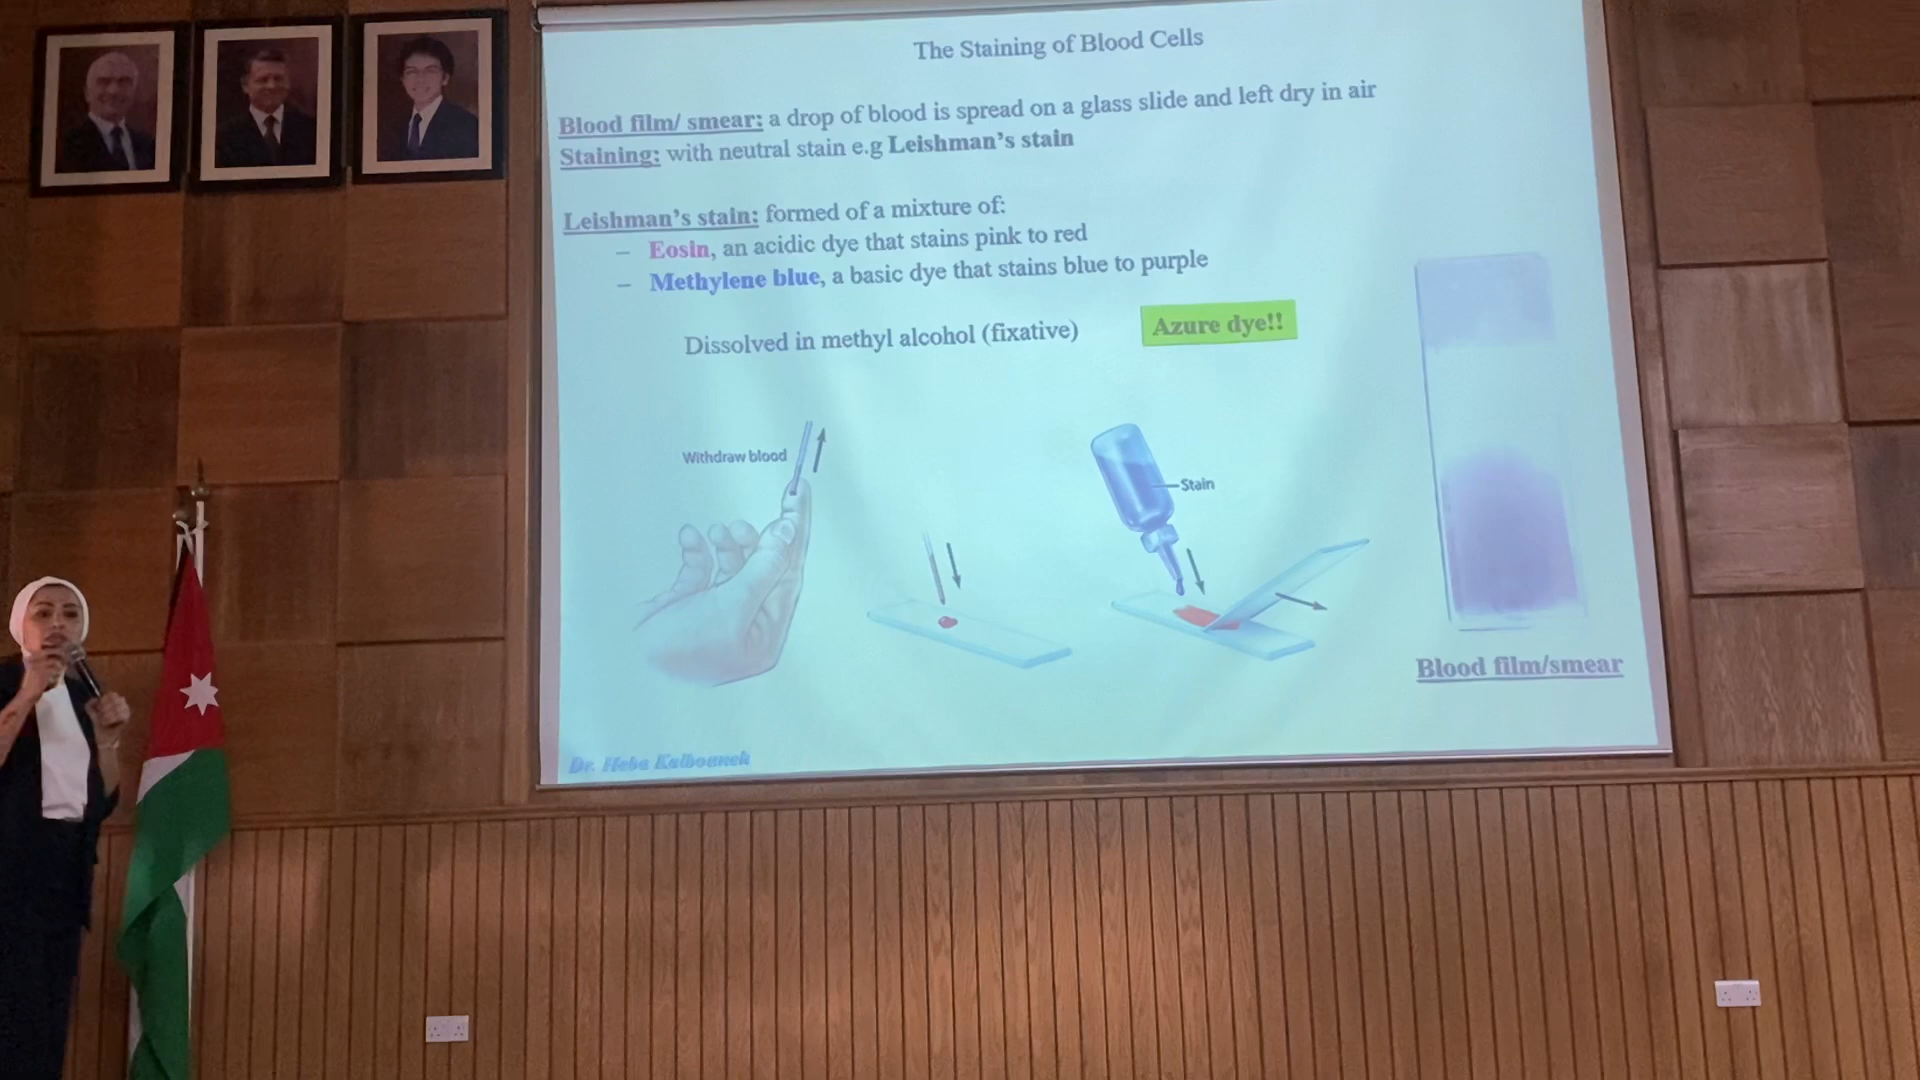 The Staining of Blood Cells
Blood film/ smear: a drop of blood is spread on a glass slide and left dry in air
Staining: with neutral stain e.g Leishman's stain
Leishman's stain: formed of a mixture of:
– Eosin, an acidic dye that stains pink to red
– Methylene blue, a basic dye that stains blue to purple
Dissolved in methyl alcohol (fixative)
Azure dye!!
Withdraw blood
Stain
Blood film/smear
Dr. Heba Kalbouneh